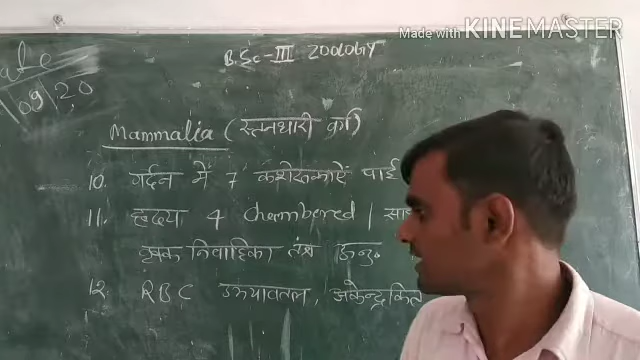 Made with KINEMASTER
B.Sc-III ZOOLOGY
09/20
Mammalia (स्तनधारी वर्ग)
10. गर्दन में 7 कशेरुकाऐं पाई
11. हृदय 4 Chambered / सा
वृक्क निवाहिका तंत्र अनु.
12. RBC उभयावतल, अकेन्द्रकित